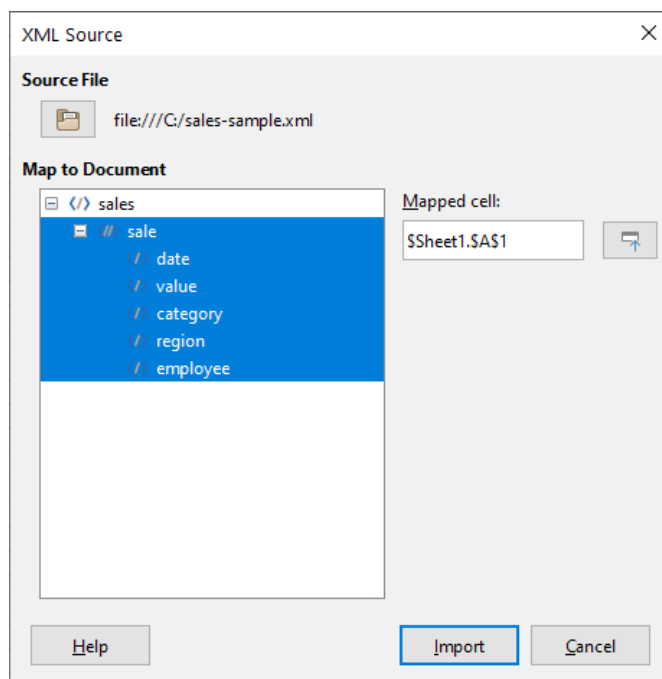 XML Source
Source File
file:///C:/sales-sample.xml
Map to Document
sales
sale
date
value
category
region
employee
Mapped cell:
$Sheet1.$A$1
Help
Import
Cancel